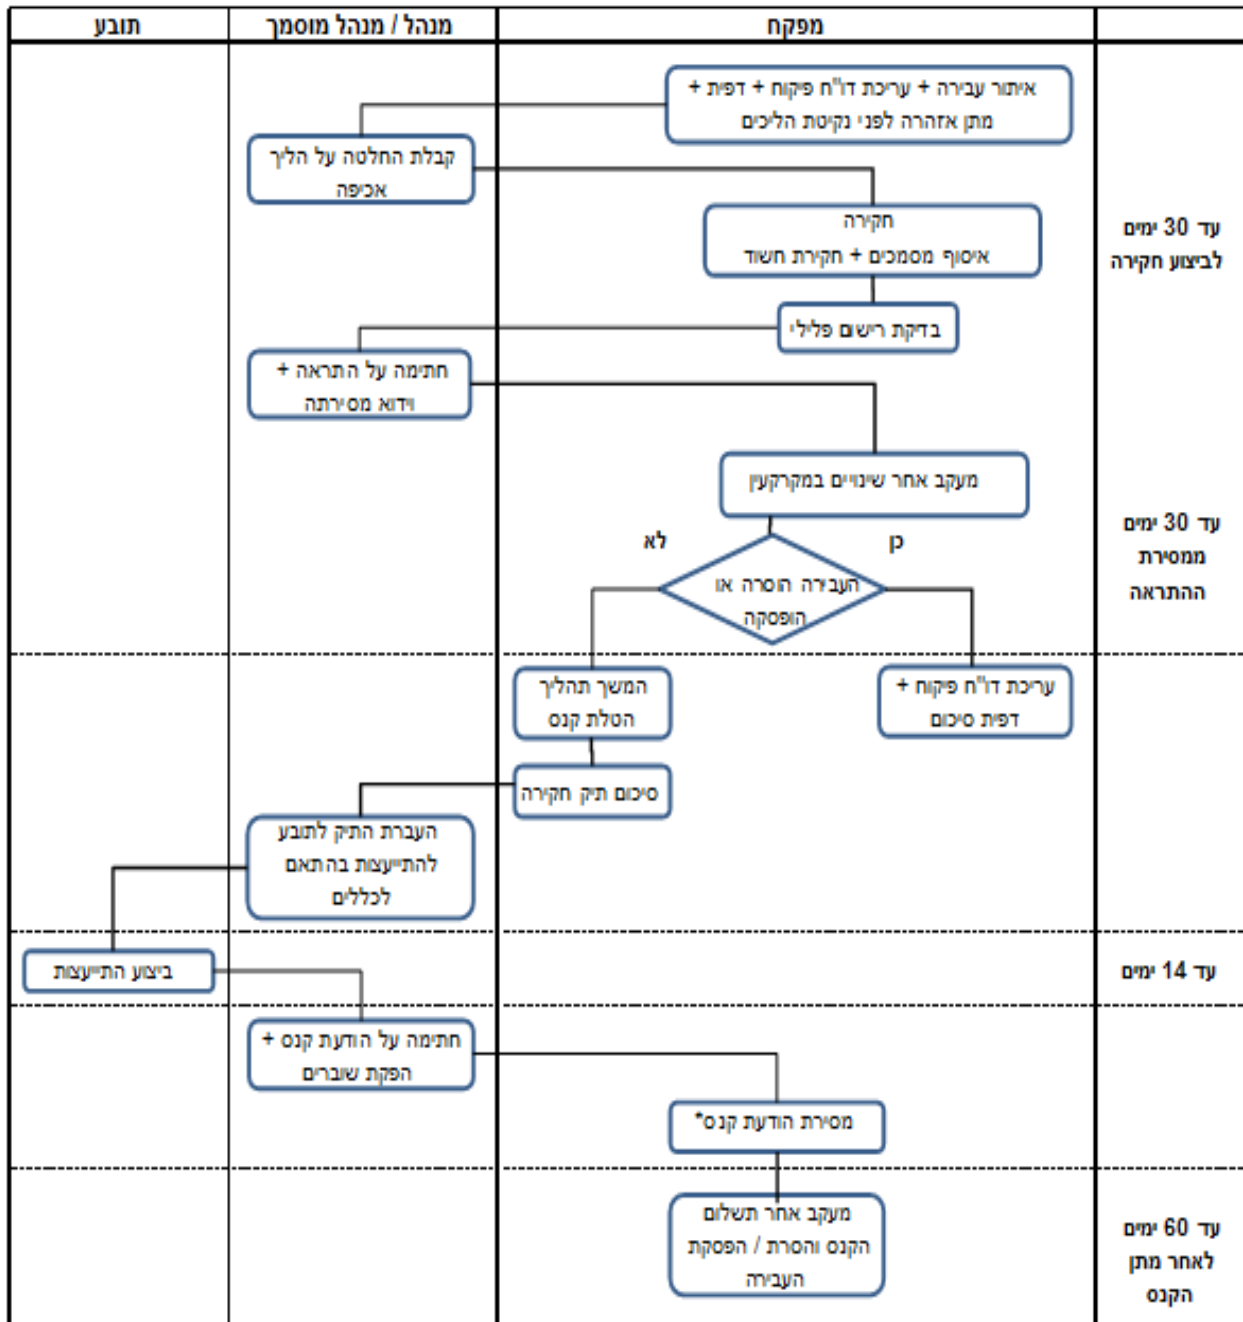 מפקח
מנהל / מנהל מוסמך
תובע
איתור עבירה + עריכת דו"ח פיקוח + דפית +
מתן אזהרה לפני נקיטת הליכים
קבלת החלטה על הליך
אכיפה
עד 30 ימים
לביצוע חקירה
חקירה
איסוף מסמכים + חקירת חשוד
בדיקת רישום פלילי
חתימה על התראה +
וידוא מסירתה
מעקב אחר שינויים במקרקעין
עד 30 ימים
ממסירת
ההתראה
כן
לא
העבירה הוסרה או
הופסקה
עריכת דו"ח פיקוח +
דפית סיכום
המשך תהליך
הטלת קנס
סיכום תיק חקירה
העברת התיק לתובע
להתייעצות בהתאם
לכללים
עד 14 ימים
ביצוע התייעצות
חתימה על הודעת קנס +
הפקת שוברים
מסירת הודעת קנס*
עד 60 ימים
לאחר מתן
הקנס
מעקב אחר תשלום
הקנס והסרת / הפסקת
העבירה